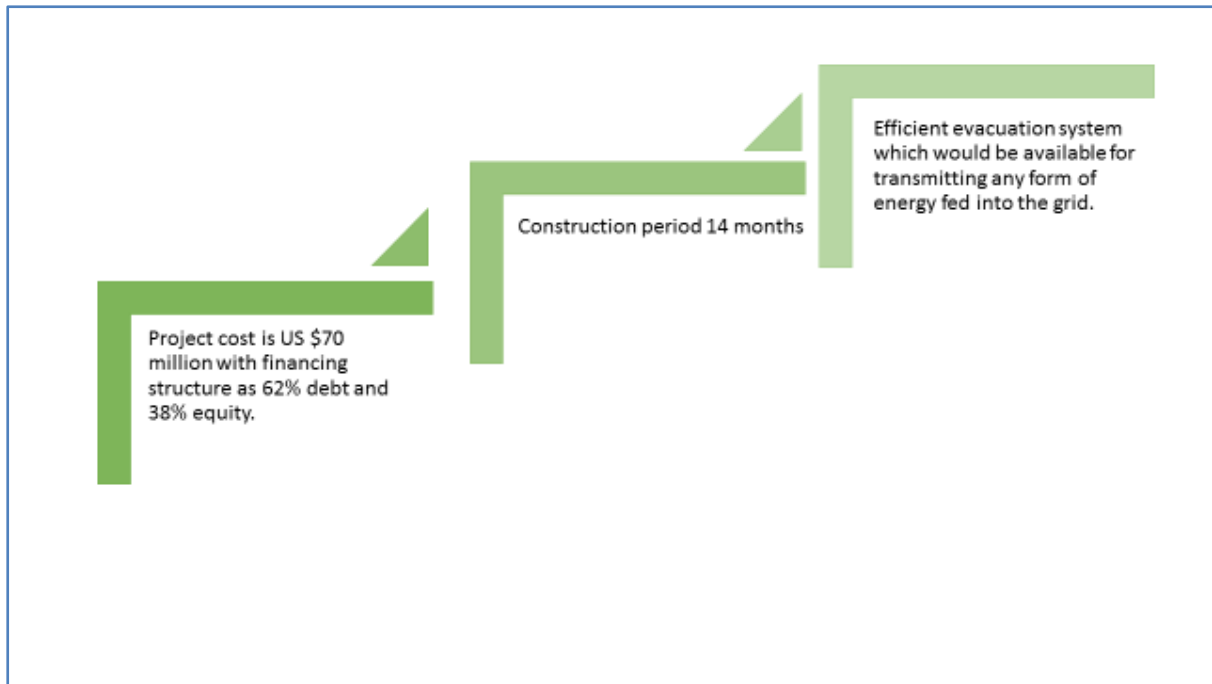 Project cost is US $70
million with financing
structure as 62% debt and
38% equity.
Construction period 14 months
Efficient evacuation system
which would be available for
transmitting any form of
energy fed into the grid.